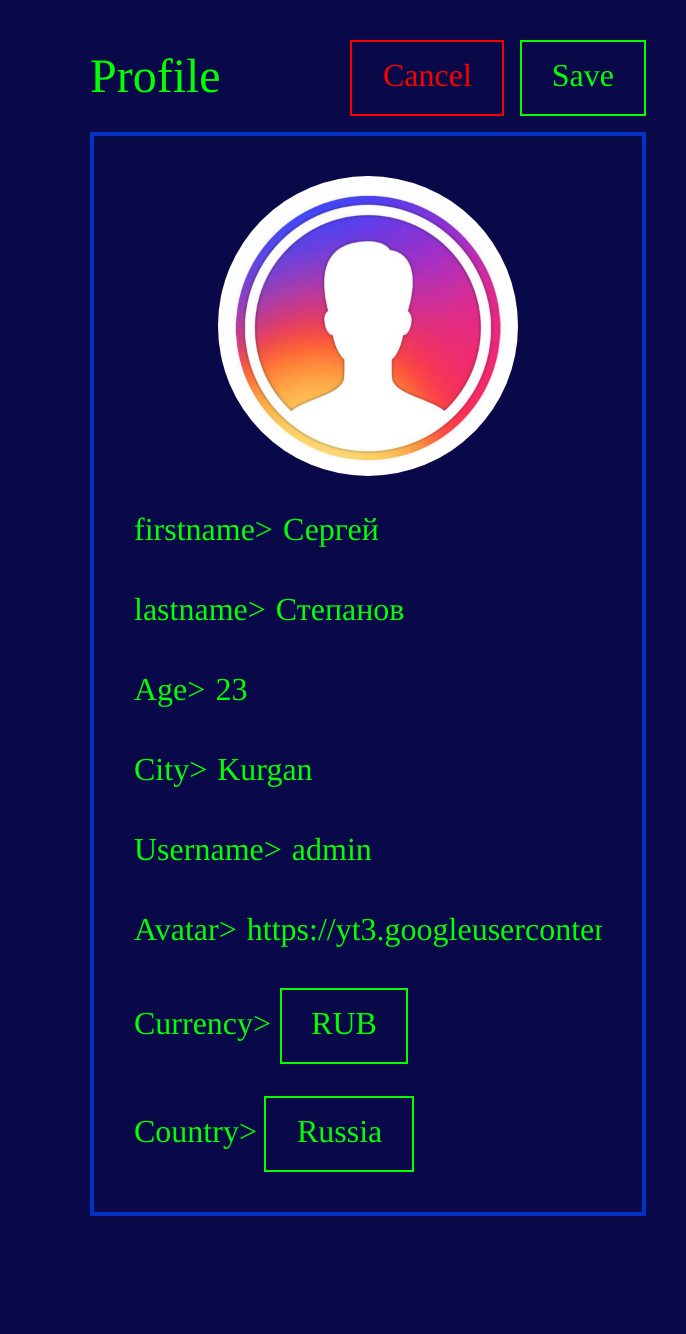 Profile
Cancel
Save
firstname> Сергей
lastname> Степанов
Age> 23
City> Kurgan
Username> admin
Avatar> https://yt3.googleuserconter
Currency> RUB
Country> Russia